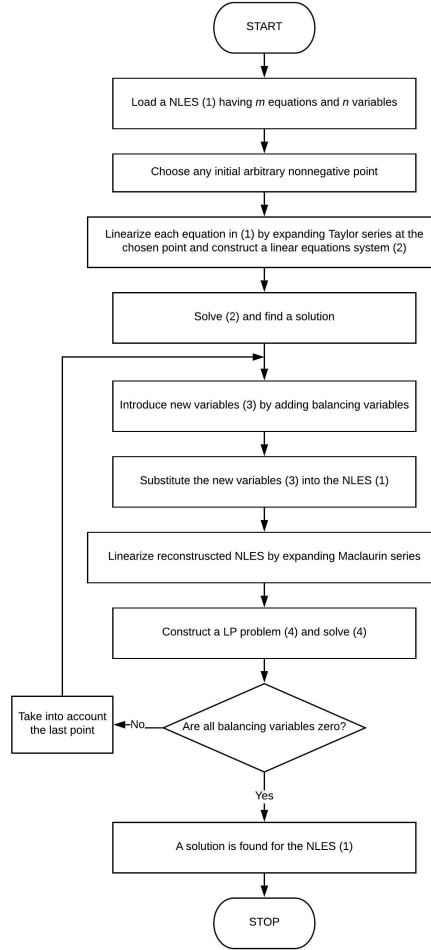 START
Load a NLES (1) having m equations and n variables
Choose any initial arbitrary nonnegative point
Linearize each equation in (1) by expanding Taylor series at the
chosen point and construct a linear equations system (2)
Solve (2) and find a solution
Introduce new variables (3) by adding balancing variables
Substitute the new variables (3) into the NLES (1)
Linearize reconstruscted NLES by expanding Maclaurin series
Construct a LP problem (4) and solve (4)
Take into account
the last point
No
Are all balancing variables zero?
Yes
A solution is found for the NLES (1)
STOP